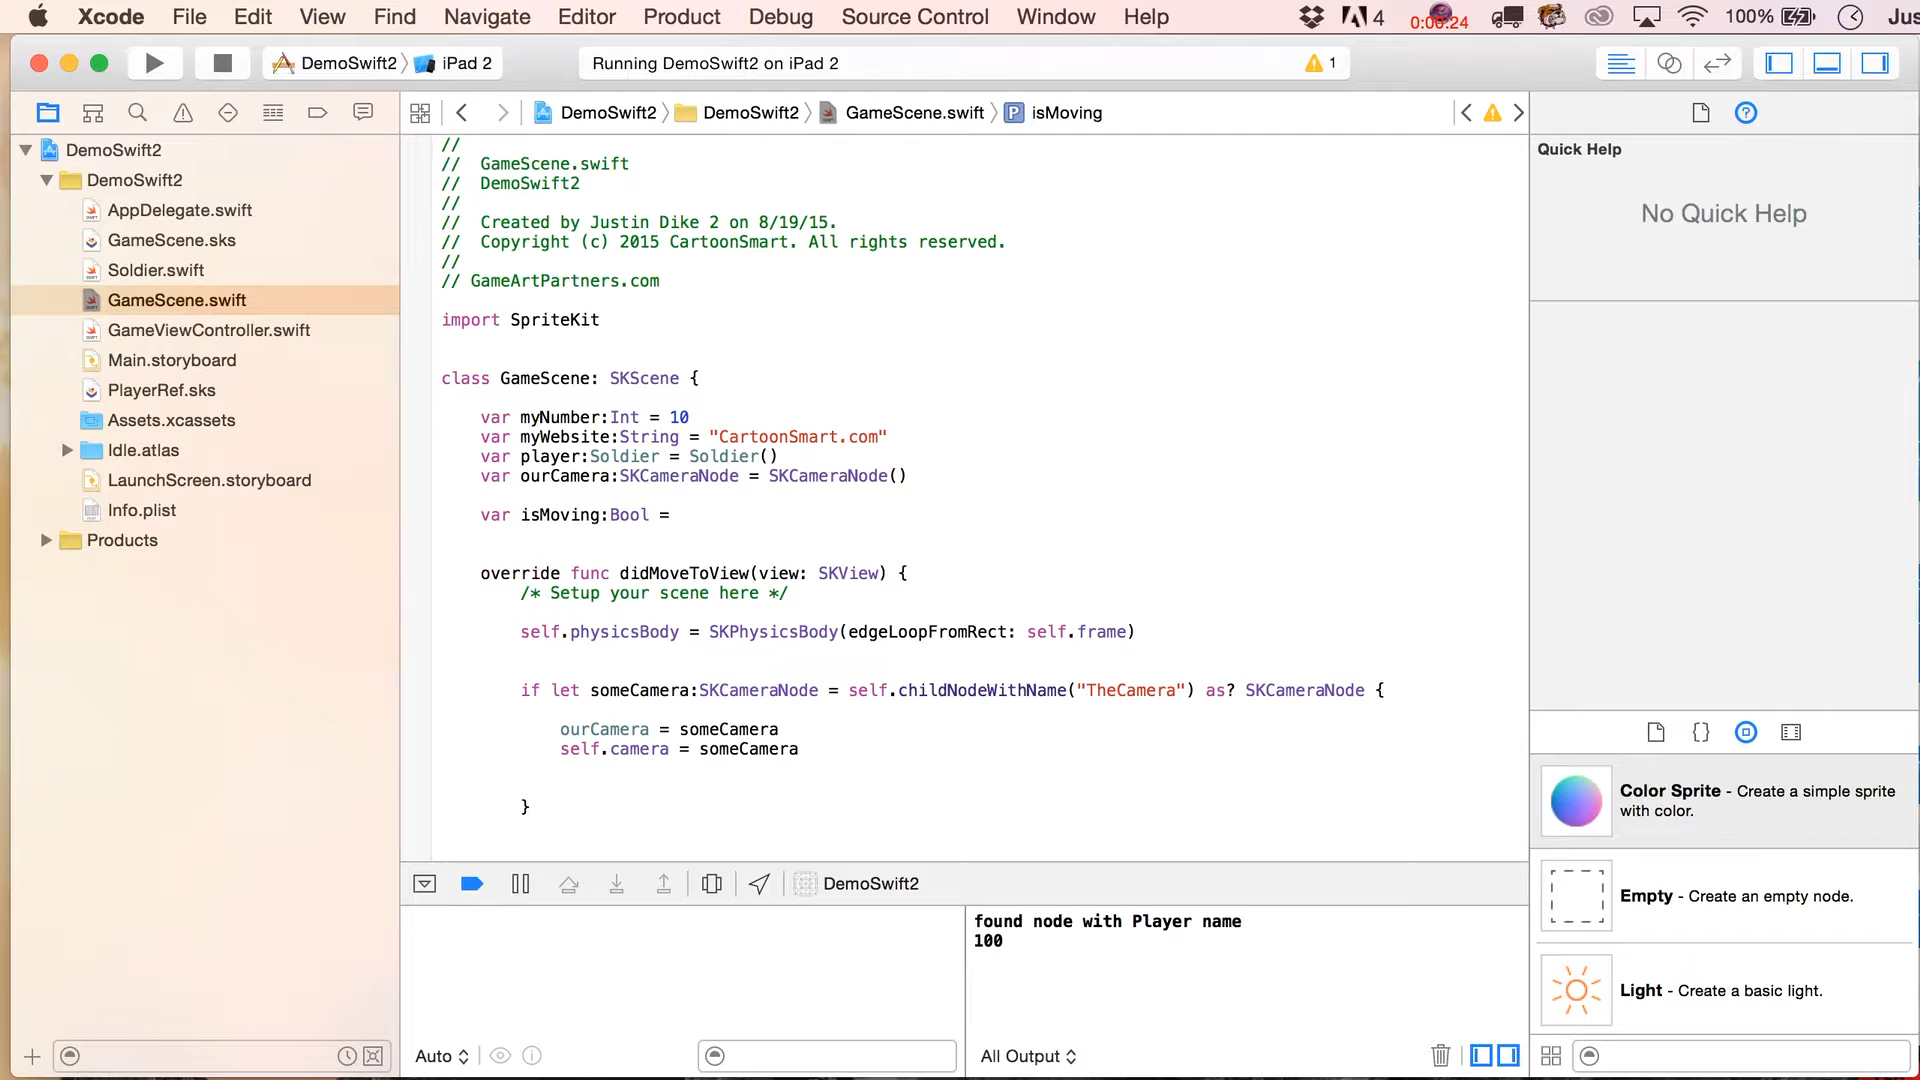 Xcode File Edit View Find Navigate Editor Product Debug Source Control Window Help 4 0:00:24 100% Jus
DemoSwift2 iPad 2 Running DemoSwift2 on iPad 2 1
DemoSwift2 DemoSwift2 GameScene.swift P isMoving
DemoSwift2
DemoSwift2
AppDelegate.swift
GameScene.sks
Soldier.swift
GameScene.swift
GameViewController.swift
Main.storyboard
PlayerRef.sks
Assets.xcassets
Idle.atlas
LaunchScreen.storyboard
Info.plist
Products
//
// GameScene.swift
// DemoSwift2
//
// Created by Justin Dike 2 on 8/19/15.
// Copyright (c) 2015 CartoonSmart. All rights reserved.
//
// GameArtPartners.com
import SpriteKit
class GameScene: SKScene {
var myNumber:Int = 10
var myWebsite:String = "CartoonSmart.com"
var player:Soldier = Soldier()
var ourCamera:SKCameraNode = SKCameraNode()
var isMoving:Bool =
override func didMoveToView(view: SKView) {
/* Setup your scene here */
self.physicsBody = SKPhysicsBody(edgeLoopFromRect: self.frame)
if let someCamera:SKCameraNode = self.childNodeWithName("TheCamera") as? SKCameraNode {
ourCamera = someCamera
self.camera = someCamera
}
DemoSwift2
found node with Player name
100
Auto
All Output
Quick Help
No Quick Help
{}
Color Sprite - Create a simple sprite
with color.
Empty - Create an empty node.
Light - Create a basic light.